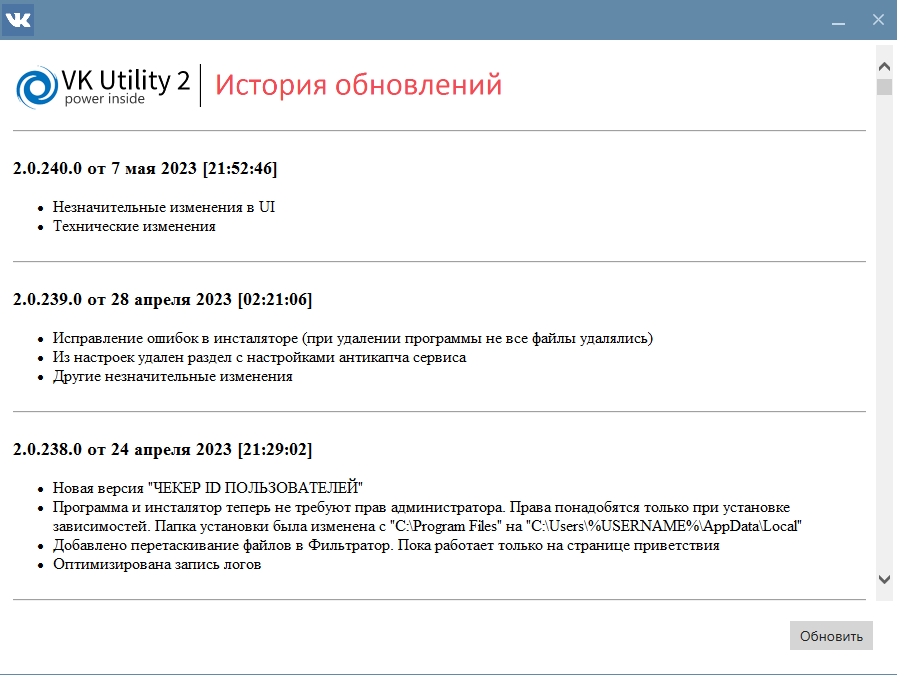 VK Utility 2
power inside
История обновлений
2.0.240.0 от 7 мая 2023 [21:52:46]
Незначительные изменения в UI
Технические изменения
2.0.239.0 от 28 апреля 2023 [02:21:06]
Исправление ошибок в инсталяторе (при удалении программы не все файлы удалялись)
Из настроек удален раздел с настройками антикапча сервиса
Другие незначительные изменения
2.0.238.0 от 24 апреля 2023 [21:29:02]
Новая версия "ЧЕКЕР ID ПОЛЬЗОВАТЕЛЕЙ"
Программа и инсталятор теперь не требуют прав администратора. Права понадобятся только при установке
зависимостей. Папка установки была изменена с "C:\Program Files" на "C:\Users\%USERNAME%\AppData\Local"
Добавлено перетаскивание файлов в Фильтратор. Пока работает только на странице приветствия
Оптимизирована запись логов
Обновить